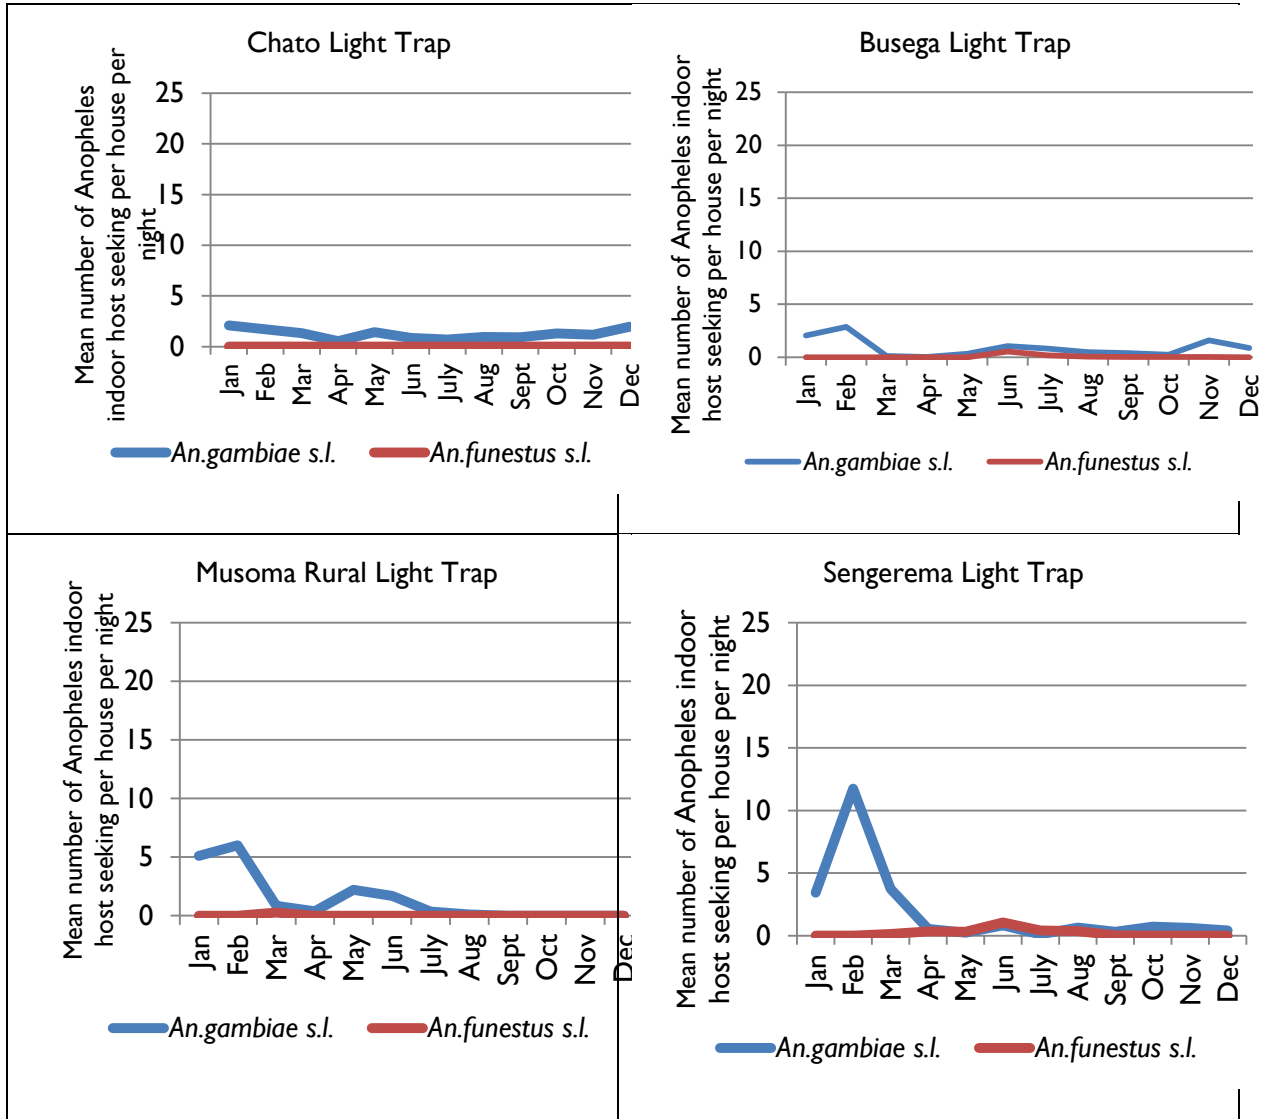 Chato Light Trap
Mean number of Anopheles
indoor host seeking per house per
night
25
20
15
10
5
0
Jan
Feb
Mar
Apr
May
Jun
July
Aug
Sept
Oct
Nov
Dec
An.gambiae s.l.
An.funestus s.l.
Busega Light Trap
Mean number of Anopheles indoor
host seeking per house per night
25
20
15
10
5
0
Jan
Feb
Mar
Apr
May
Jun
July
Aug
Sept
Oct
Nov
Dec
An.gambiae s.l.
An.funestus s.l.
Musoma Rural Light Trap
Mean number of Anopheles indoor
host seeking per house per night
25
20
15
10
5
0
Jan
Feb
Mar
Apr
May
Jun
July
Aug
Sept
Oct
Nov
Dec
An.gambiae s.l.
An.funestus s.l.
Sengerema Light Trap
Mean number of Anopheles indoor
host seeking per house per night
25
20
15
10
5
0
Jan
Feb
Mar
Apr
May
Jun
July
Aug
Sept
Oct
Nov
Dec
An.gambiae s.l.
An.funestus s.l.